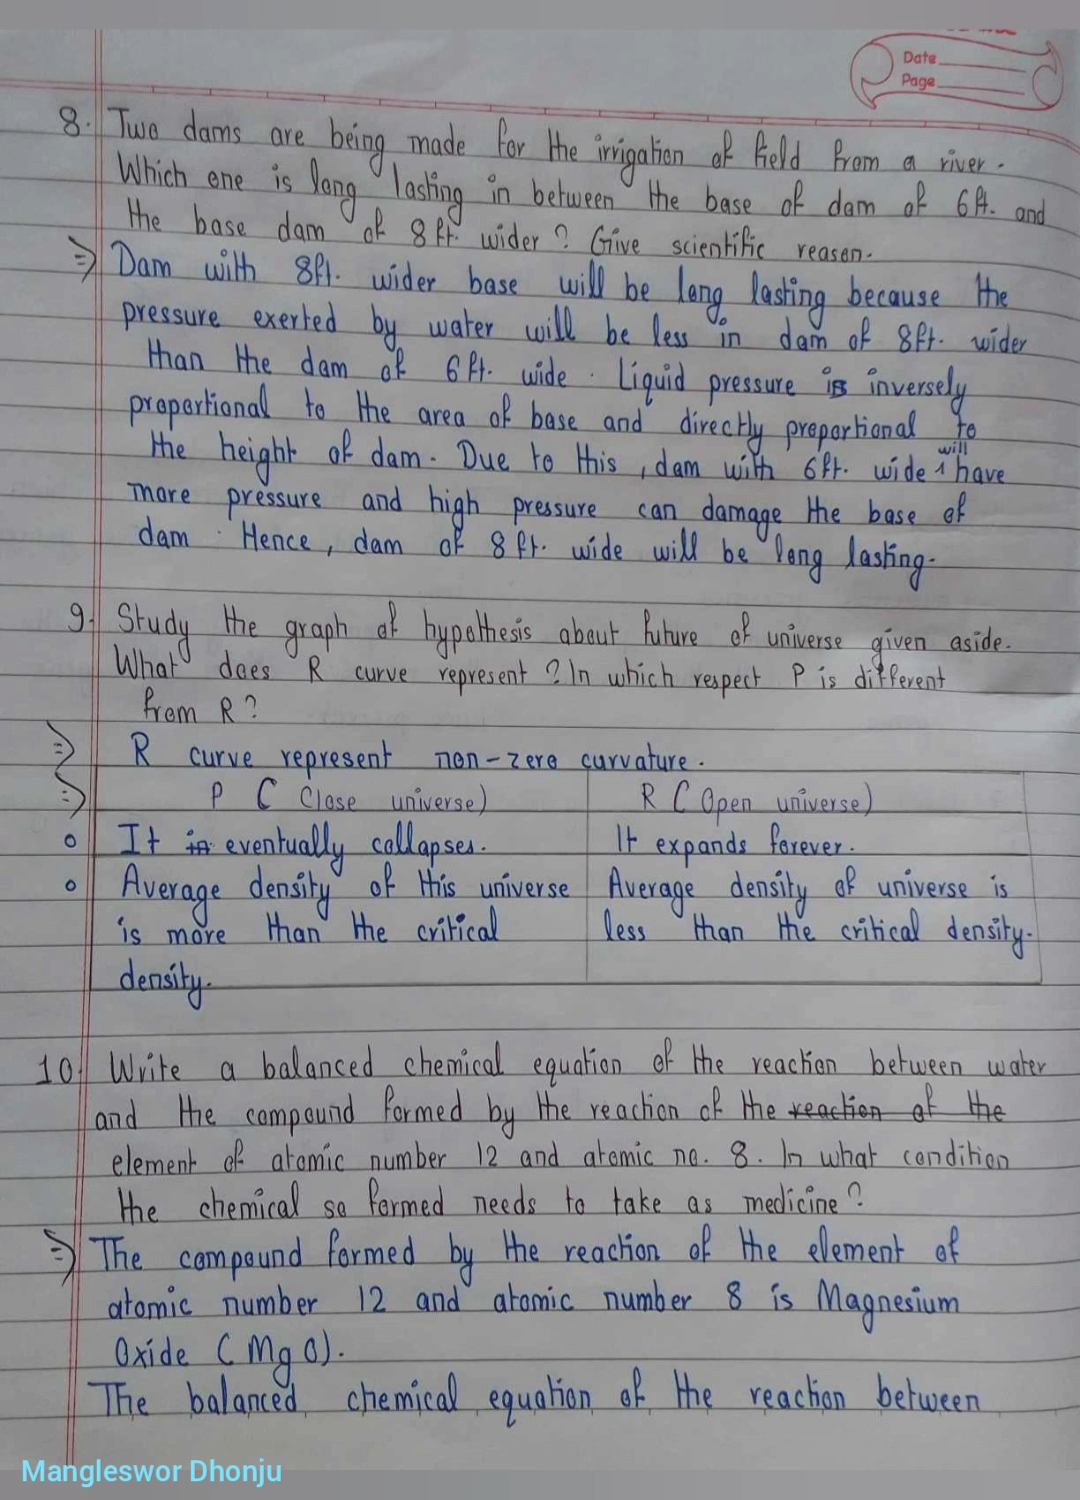 Date
Page
8. Two dams are being made for the irrigation of field from a river.
Which one is long lasting in between the base of dam of 6ft. and
the base dam of 8ft. wider? Give scientific reason.
⇒ Dam with 8ft. wider base will be long lasting because the
pressure exerted by water will be less in dam of 8ft. wider
than the dam of 6ft. wide. Liquid pressure is inversely
proportional to the area of base and directly proportional to
the height of dam. Due to this, dam with 6ft. wide will have
more pressure and high pressure can damage the base of
dam. Hence, dam of 8ft. wide will be long lasting.
9. Study the graph of hypothesis about future of universe given aside.
What does R curve represent? In which respect P is different
from R?
⇒ R curve represent non-zero curvature.
⇒ P (Close universe) R (Open universe)
o It in eventually collapses. It expands forever.
o Average density of this universe Average density of universe is
is more than the critical less than the critical density.
density.
10. Write a balanced chemical equation of the reaction between water
and the compound formed by the reaction of the reaction of the
element of atomic number 12 and atomic no. 8. In what condition
the chemical so formed needs to take as medicine?
⇒ The compound formed by the reaction of the element of
atomic number 12 and atomic number 8 is Magnesium
Oxide (MgO).
The balanced chemical equation of the reaction between
Mangleswor Dhonju